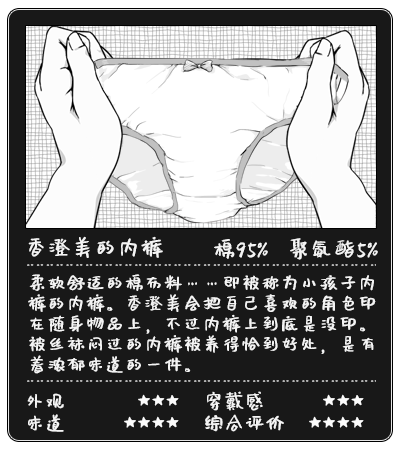 香澄美的内裤 棉95% 聚氨酯5%
柔软舒适的棉布料……即被称为小孩子内
裤的内裤。香澄美会把自己喜欢的角色印
在随身物品上，不过内裤上到底是没印。
被丝袜闷过的内裤被养得恰到好处，是有
着浓郁味道的一件。
外观 ★★★ 穿戴感 ★★★
味道 ★★★★ 综合评价 ★★★★